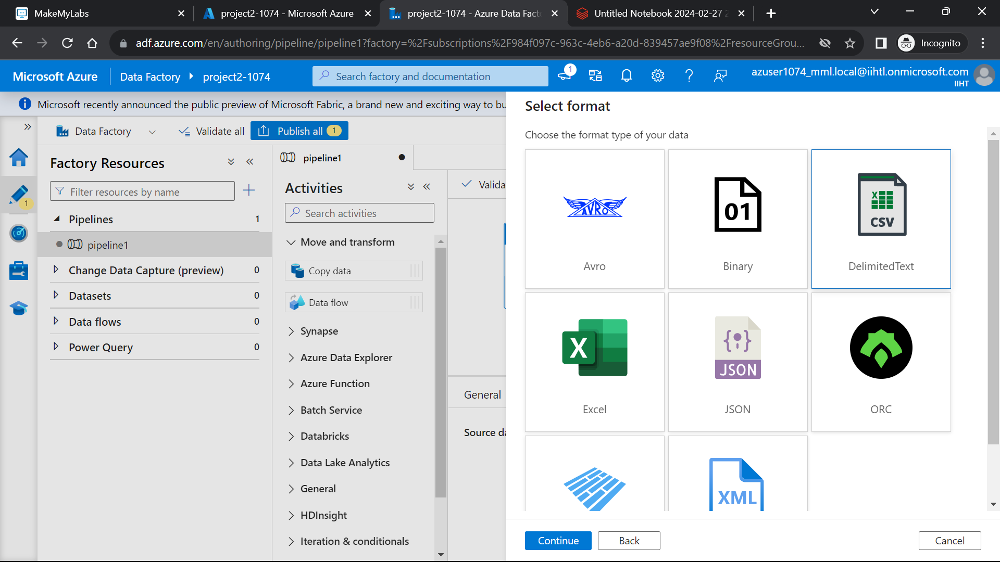 MakeMyLabs
project2-1074 - Microsoft Azure
project2-1074 - Azure Data Facto
Untitled Notebook 2024-02-27 2
adf.azure.com/en/authoring/pipeline/pipeline1?factory=%2Fsubscriptions%2F984f097c-963c-4eb6-a20d-839457ae9f08%2FresourceGrou...
Incognito
Microsoft Azure
Data Factory
project2-1074
Search factory and documentation
1
azuser1074_mml.local@iihtl.onmicrosoft.com
IIHT
Microsoft recently announced the public preview of Microsoft Fabric, a brand new and exciting way to bu
Data Factory
Validate all
Publish all 1
1
Factory Resources
Filter resources by name
Pipelines 1
pipeline1
Change Data Capture (preview) 0
Datasets 0
Data flows 0
Power Query 0
pipeline1
Activities
Search activities
Move and transform
Copy data
Data flow
Synapse
Azure Data Explorer
Azure Function
Batch Service
Databricks
Data Lake Analytics
General
HDInsight
Iteration & conditionals
Valida
General
Source da
Select format
Choose the format type of your data
AVRO
Avro
01
Binary
X
CSV
DelimitedText
X
Excel
JSON
JSON
ORC
XML
Continue
Back
Cancel